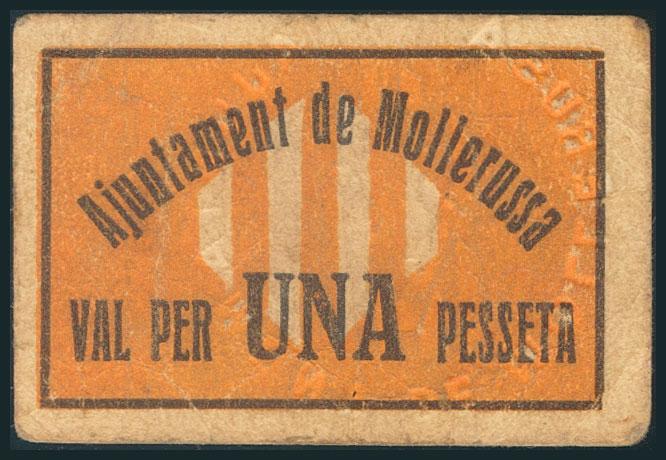 Ajuntament de Mollerussa
VAL PER UNA PESSETA